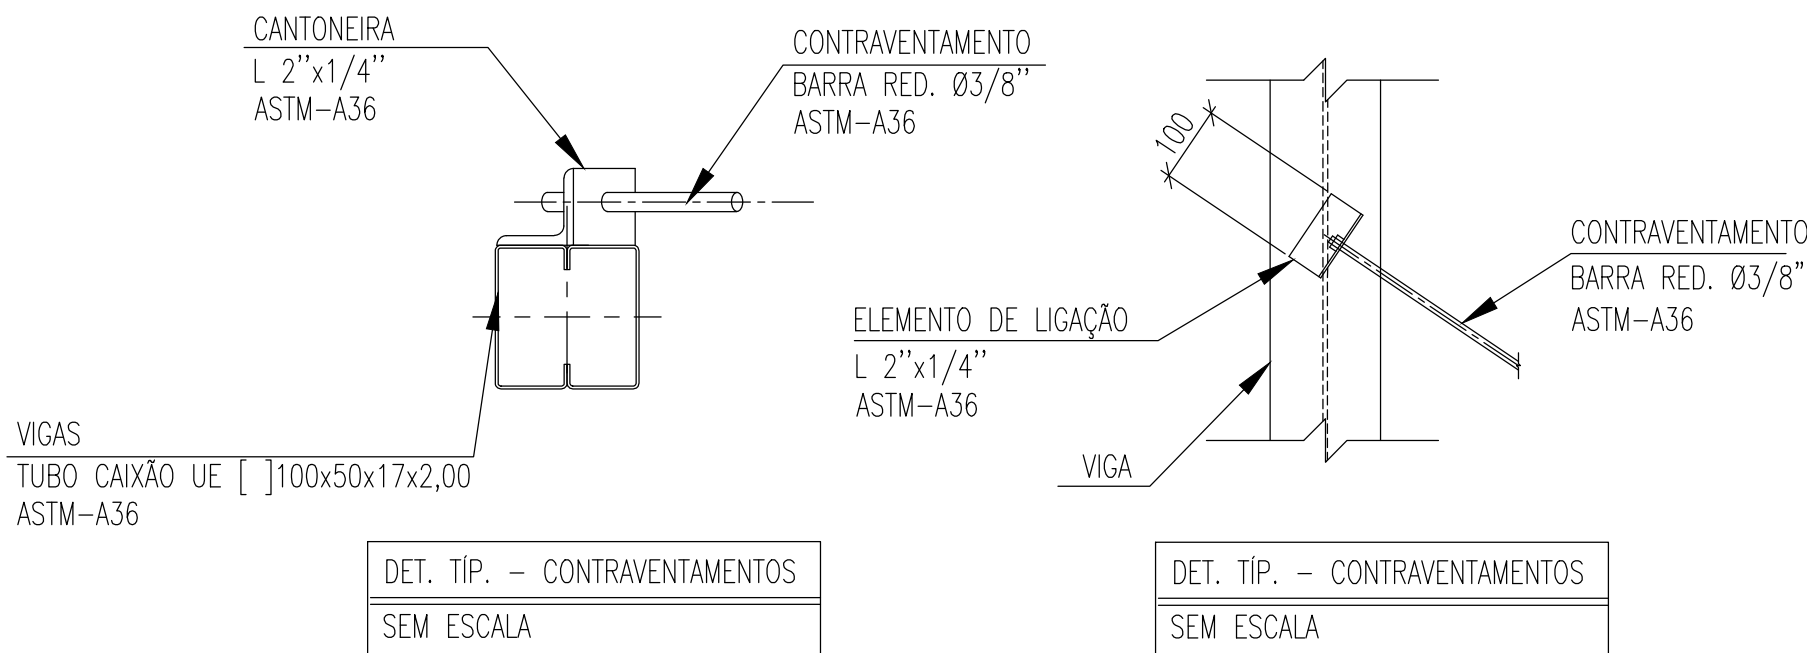 CANTONEIRA
L 2’’x1/4’’
ASTM-A36
CONTRAVENTAMENTO
BARRA RED. Ø3/8’’
ASTM-A36
VIGAS
TUBO CAIXÃO UE [ ]100x50x17x2,00
ASTM-A36
DET. TÍP. - CONTRAVENTAMENTOS
SEM ESCALA
100
CONTRAVENTAMENTO
BARRA RED. Ø3/8’’
ASTM-A36
ELEMENTO DE LIGAÇÃO
L 2’’x1/4’’
ASTM-A36
VIGA
DET. TÍP. - CONTRAVENTAMENTOS
SEM ESCALA